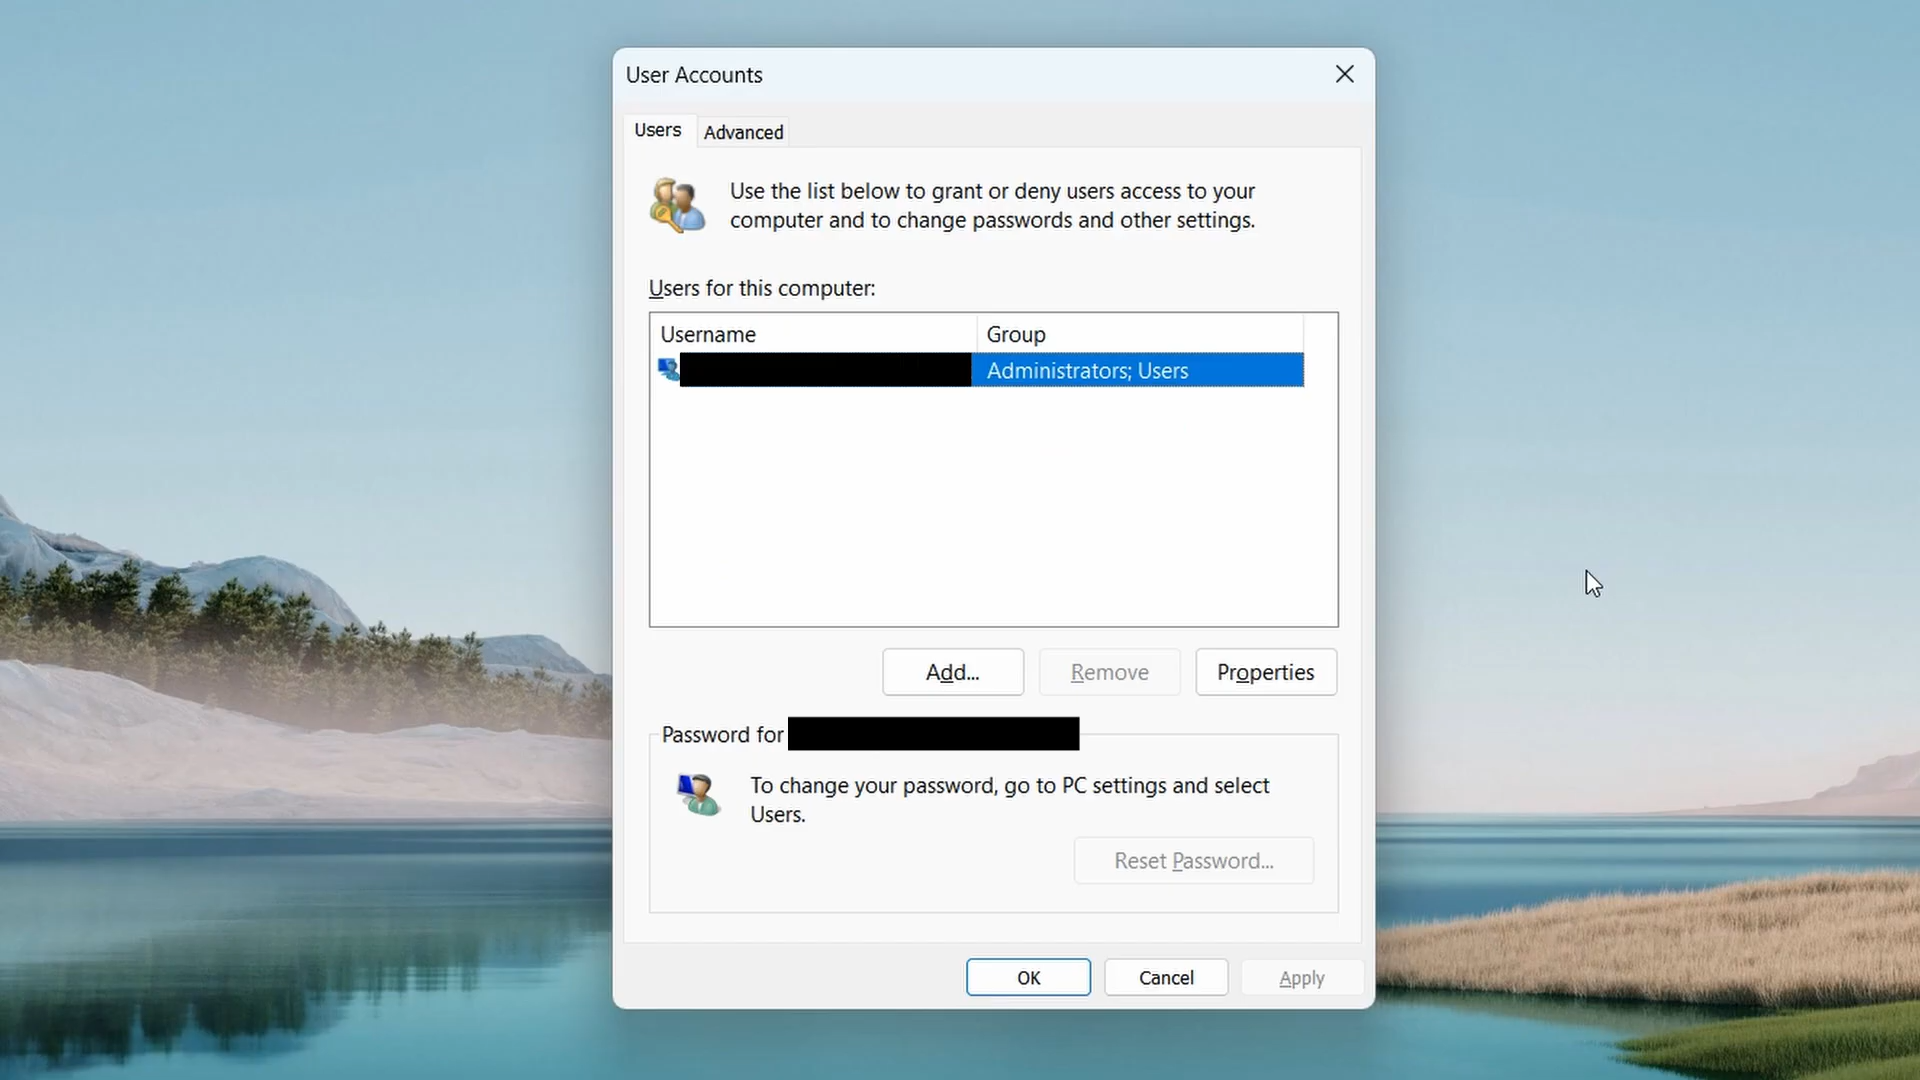 User Accounts
Users
Advanced
Use the list below to grant or deny users access to your
computer and to change passwords and other settings.
Users for this computer:
Username
Group
Administrators; Users
Add...
Remove
Properties
Password for
To change your password, go to PC settings and select
Users.
Reset Password...
OK
Cancel
Apply